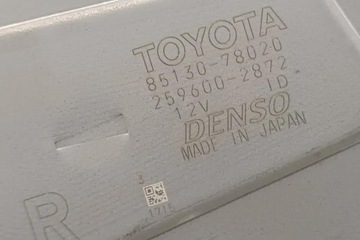 TOYOTA
85130-78020
259600-2872
12V ID
DENSO
MADE IN JAPAN
R